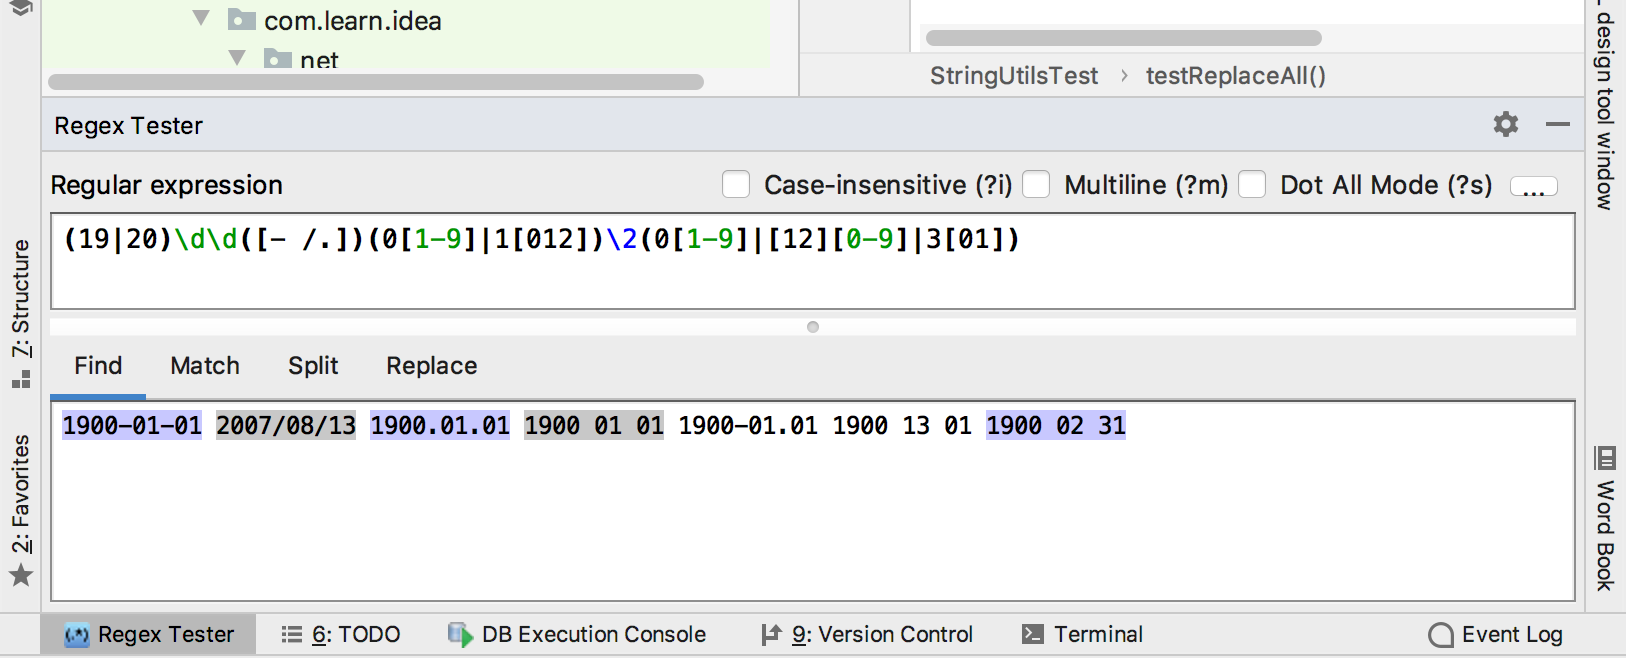 com.learn.idea
net
StringUtilsTest › testReplaceAll()
Regex Tester
Regular expression
Case-insensitive (?i) Multiline (?m) Dot All Mode (?s) ...
(19|20)\d\d([- /.])(0[1-9]|1[012])\2(0[1-9]|[12][0-9]|3[01])
Find Match Split Replace
1900-01-01 2007/08/13 1900.01.01 1900 01 01 1900-01.01 1900 13 01 1900 02 31
7: Structure
2: Favorites
design tool window
Word Book
Regex Tester 6: TODO DB Execution Console 9: Version Control Terminal Event Log